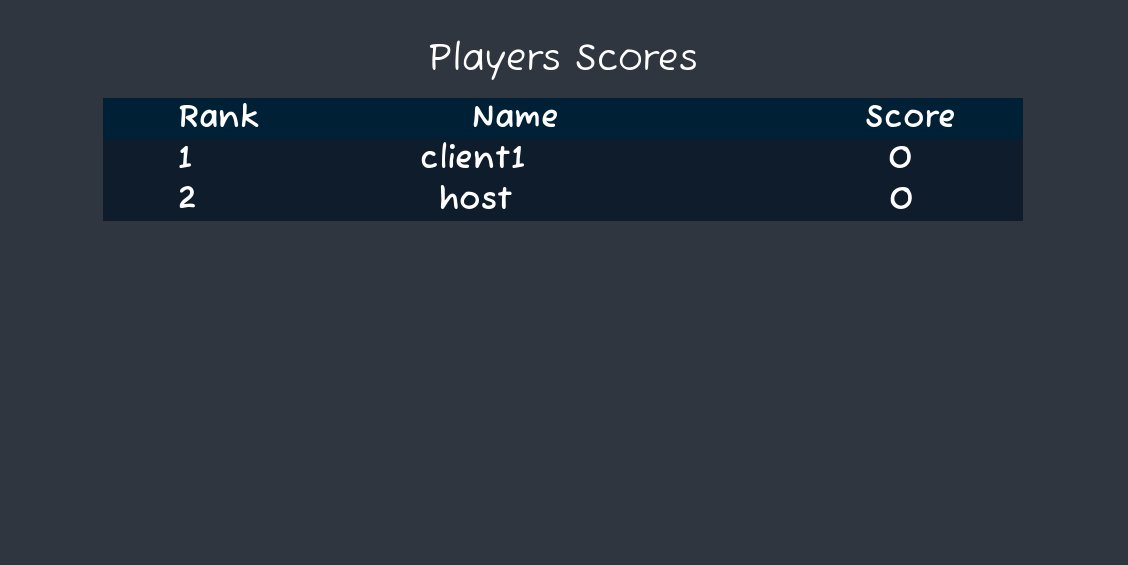 Players Scores
Rank Name Score
1 client1 0
2 host 0